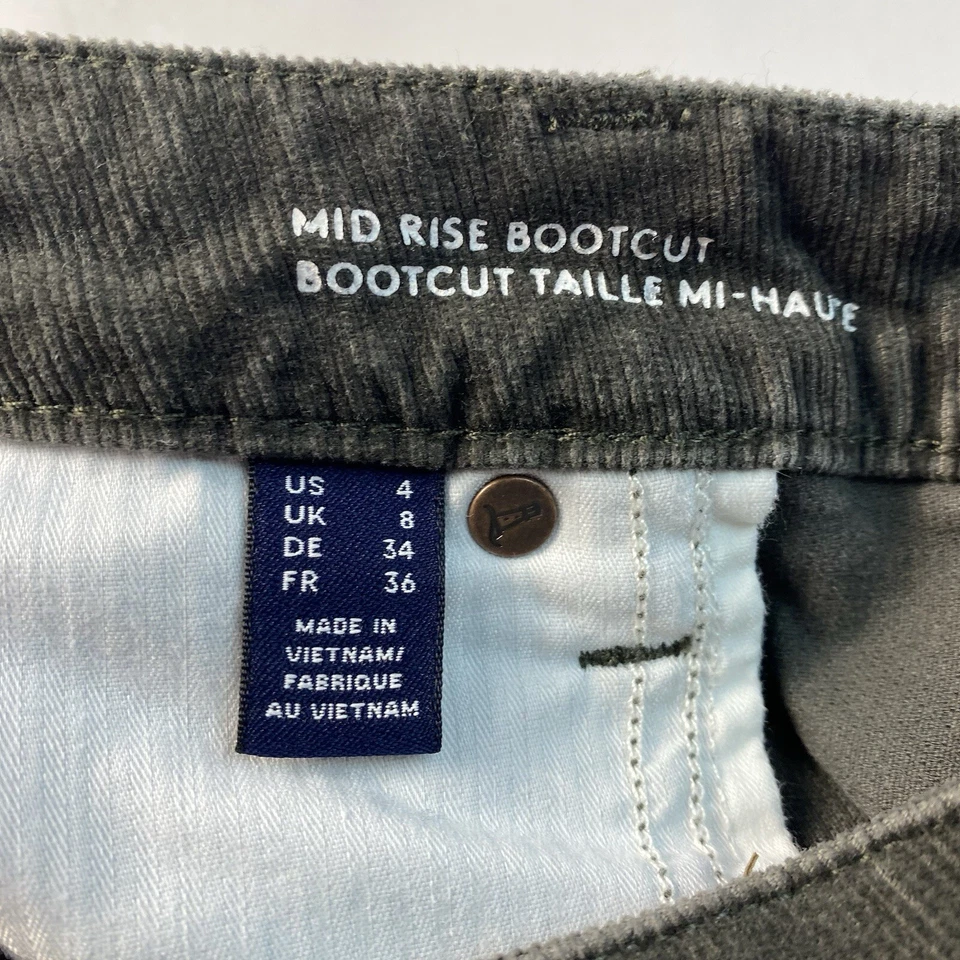 MID RISE BOOTCUT
BOOTCUT TAILLE MI-HAUTE
US 4
UK 8
DE 34
FR 36
MADE IN
VIETNAM/
FABRIQUE
AU VIETNAM